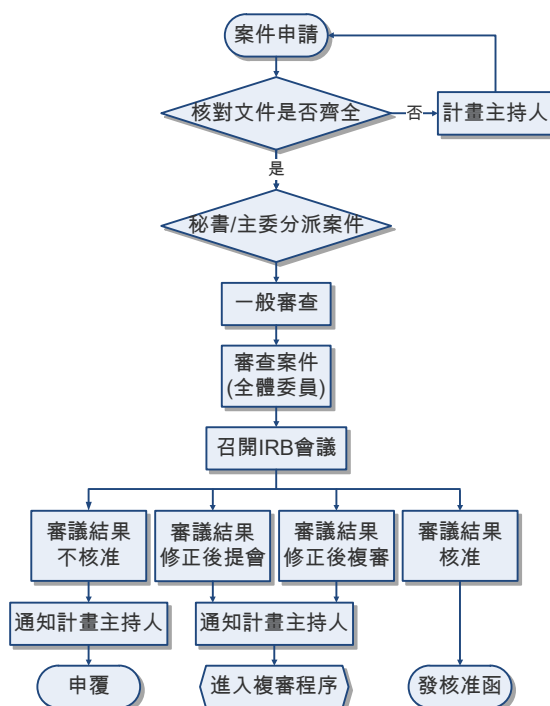 案件申請
核對文件是否齊全
否
計畫主持人
是
秘書/主委分派案件
一般審查
審查案件
(全體委員)
召開IRB會議
審議結果
不核准
審議結果
修正後提會
審議結果
修正後複審
審議結果
核准
通知計畫主持人
通知計畫主持人
申覆
進入複審程序
發核准函